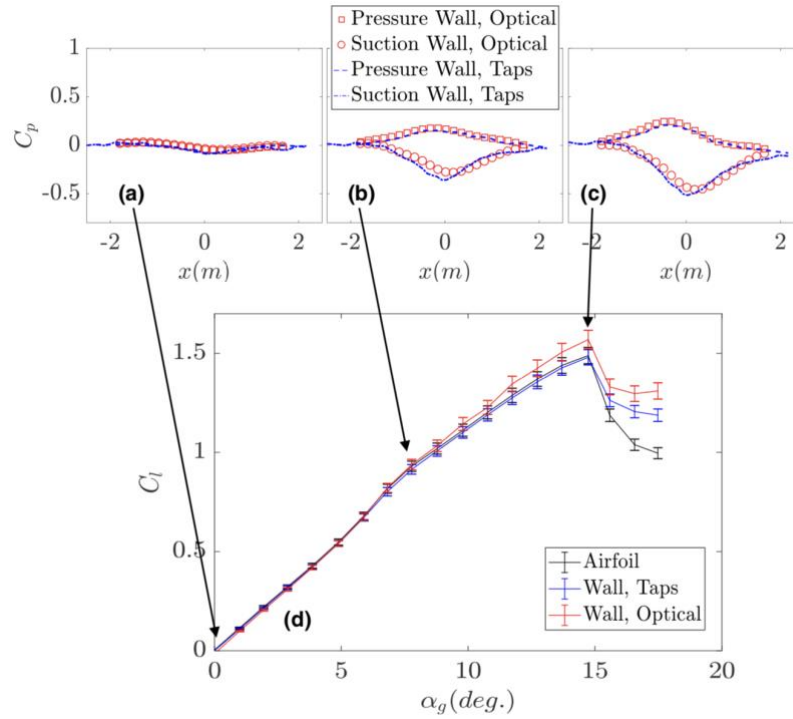 Pressure Wall, Optical
Suction Wall, Optical
Pressure Wall, Taps
Suction Wall, Taps
1
0.5
0
-0.5
C_p
(a)
(b)
(c)
-2 0 2
-2 0 2
-2 0 2
x(m)
x(m)
x(m)
1.5
1
0.5
0
C_l
(d)
Airfoil
Wall, Taps
Wall, Optical
0 5 10 15 20
α_g(deg.)